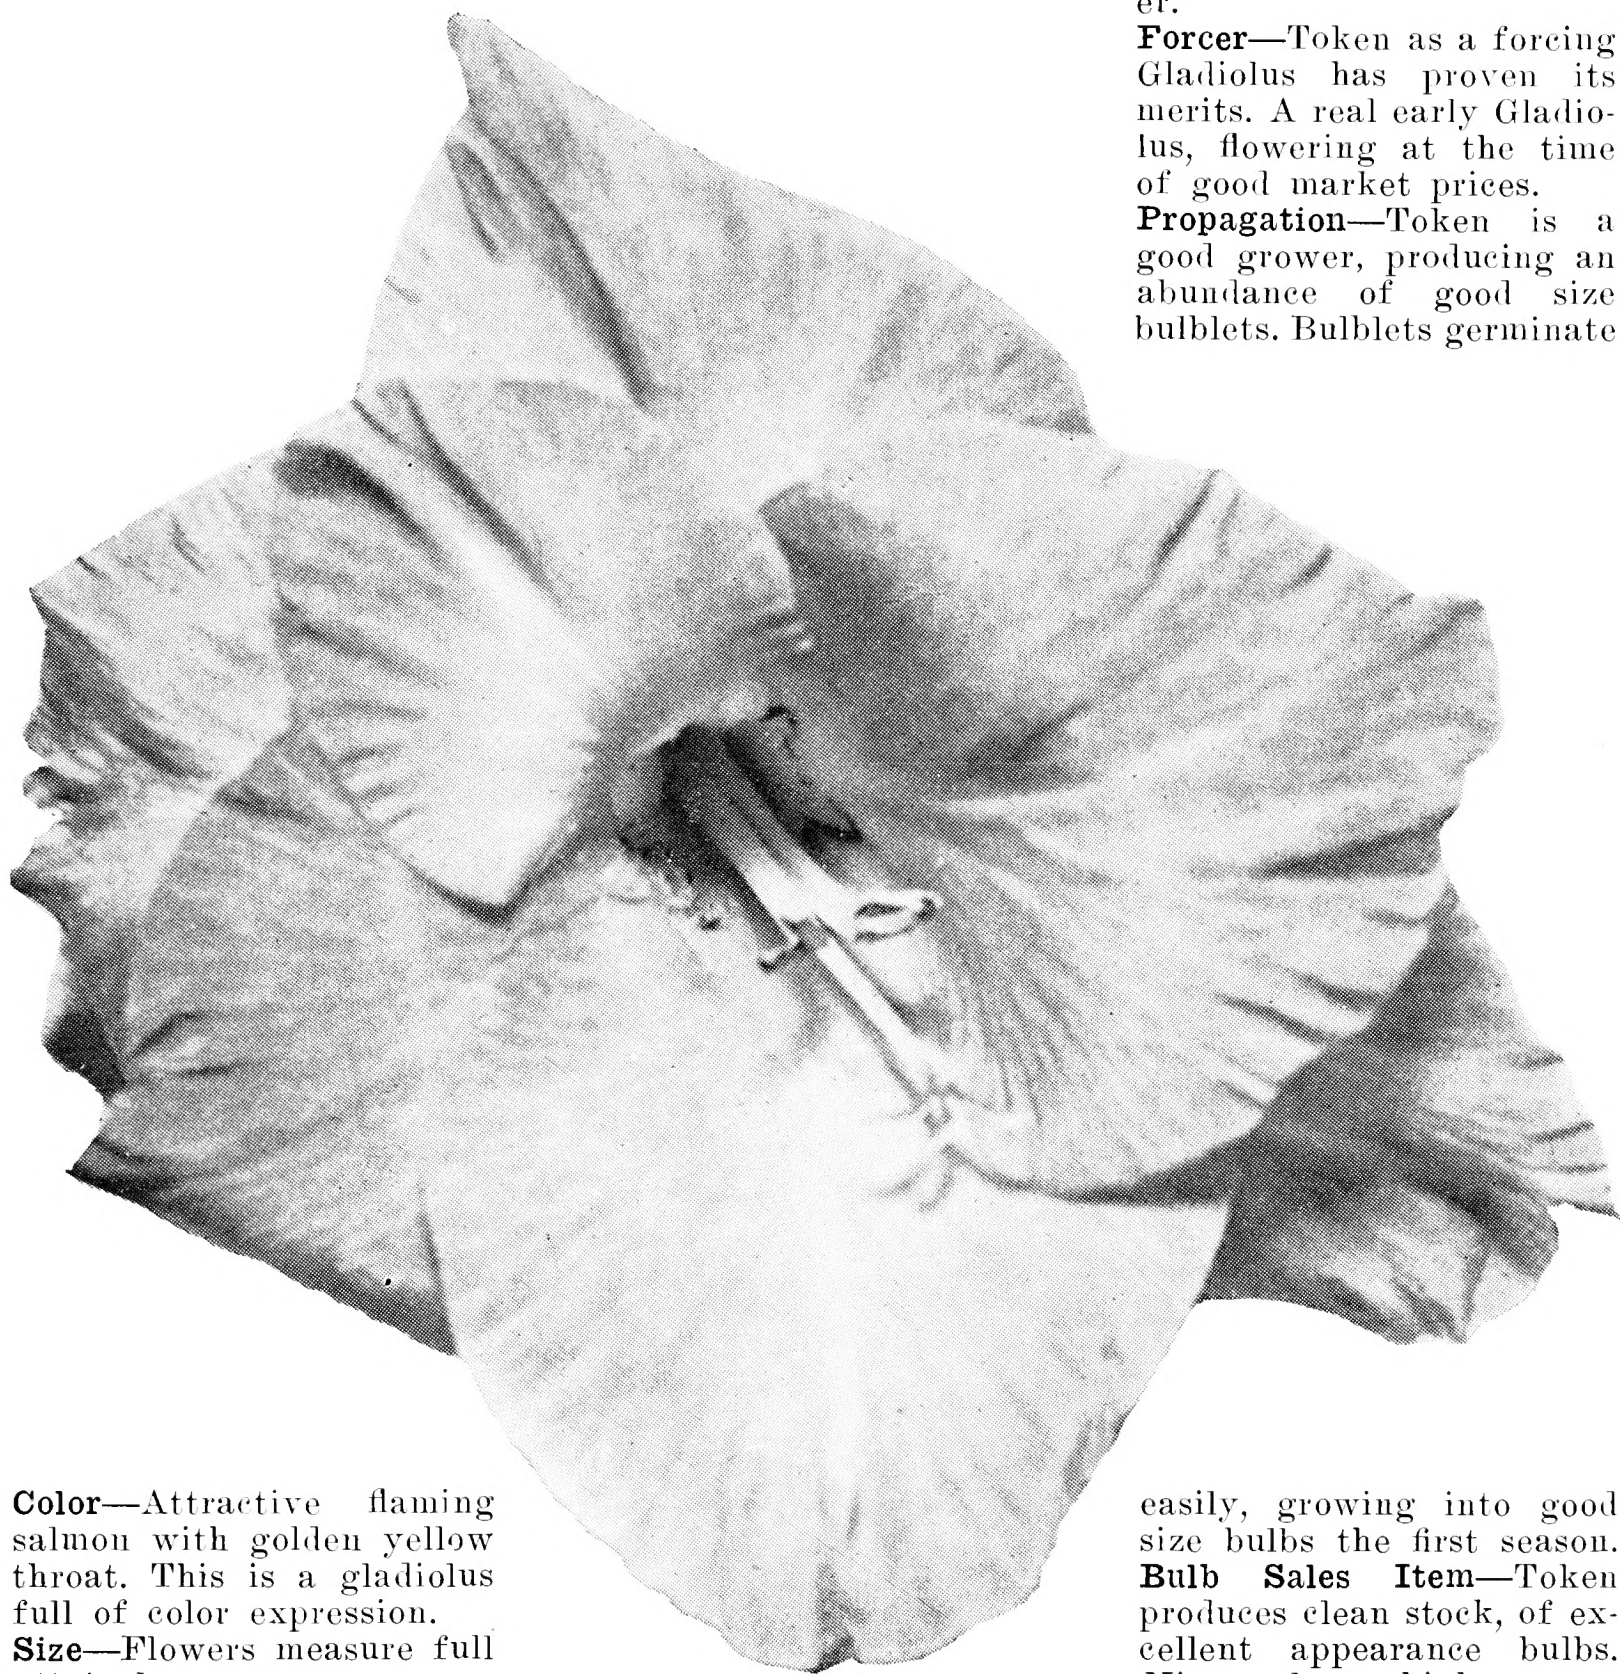 Color—Attractive flaming
salmon with golden yellow
throat. This is a gladiolus
full of color expression.
Size—Flowers measure full
er.
Forcer—Token as a forcing
Gladiolus has proven its
merits. A real early Gladio-
lus, flowering at the time
of good market prices.
Propagation—Token is a
good grower, producing an
abundance of good size
bulblets. Bulblets germinate
easily, growing into good
size bulbs the first season.
Bulb Sales Item—Token
produces clean stock, of ex-
cellent appearance bulbs.